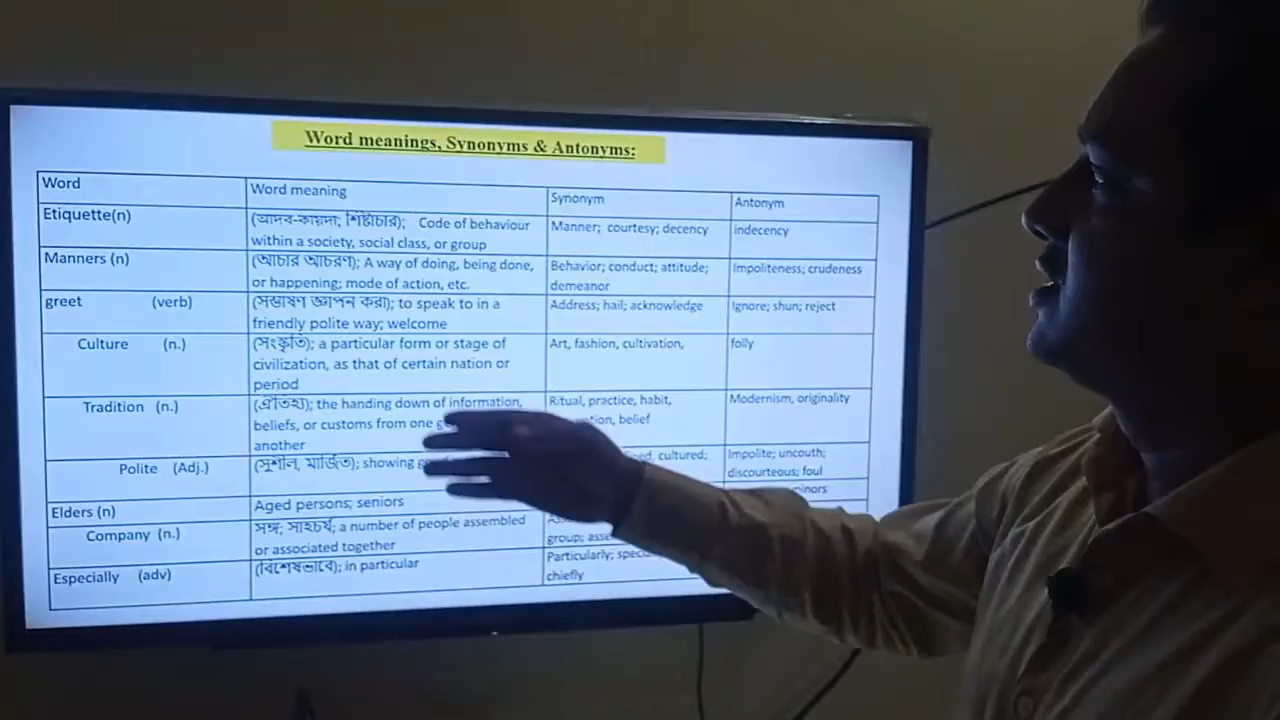 Word meanings, Synonyms & Antonyms:
Word Word meaning Synonym Antonym
Etiquette(n) (আদব-কায়দা; শিষ্টাচার); Code of behaviour within a society, social class, or group Manner; courtesy; decency indecency
Manners (n) (আচার আচরণ); A way of doing, being done, or happening; mode of action, etc. Behavior; conduct; attitude; demeanor Impoliteness; crudeness
greet (verb) (সম্ভাষণ জ্ঞাপন করা); to speak to in a friendly polite way; welcome Address; hail; acknowledge Ignore; shun; reject
Culture (n.) (সংস্কৃতি); a particular form or stage of civilization, as that of certain nation or period Art, fashion, cultivation, folly
Tradition (n.) (ঐতিহ্য); the handing down of information, beliefs, or customs from one another Ritual, practice, habit, belief Modernism, originality
Polite (Adj.) (সুশীল, মার্জিত); showing cultured; Impolite; uncouth; discourteous; foul
Elders (n) Aged persons; seniors minors
Company (n.) সঙ্গ; সাহচর্য; a number of people assembled or associated together group;
Especially (adv) (বিশেষভাবে); in particular Particularly; chiefly